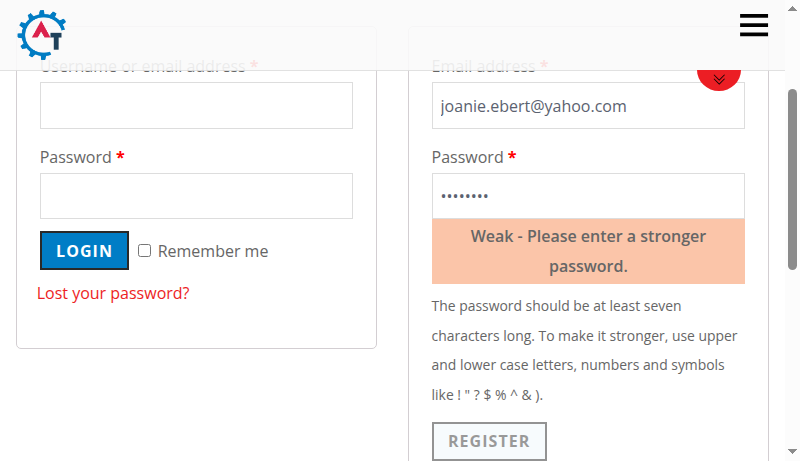 AT
Username or email address *
Password *
LOGIN
Remember me
Lost your password?
Email address *
joanie.ebert@yahoo.com
Password *
••••••••
Weak - Please enter a stronger
password.
The password should be at least seven
characters long. To make it stronger, use upper
and lower case letters, numbers and symbols
like ! " ? $ % ^ & ).
REGISTER